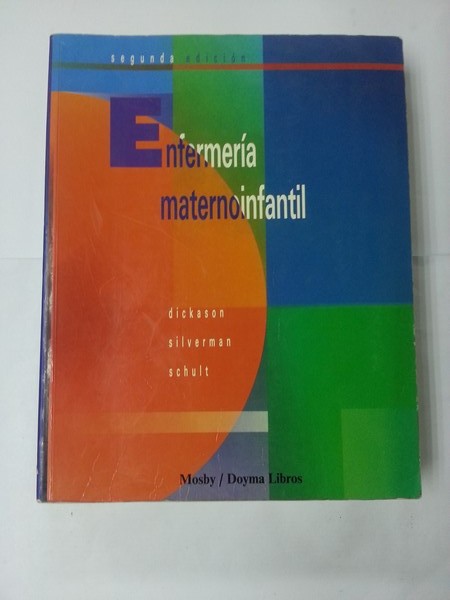 segunda edición
Enfermería
maternoinfantil
dickason
silverman
schult
Mosby / Doyma Libros